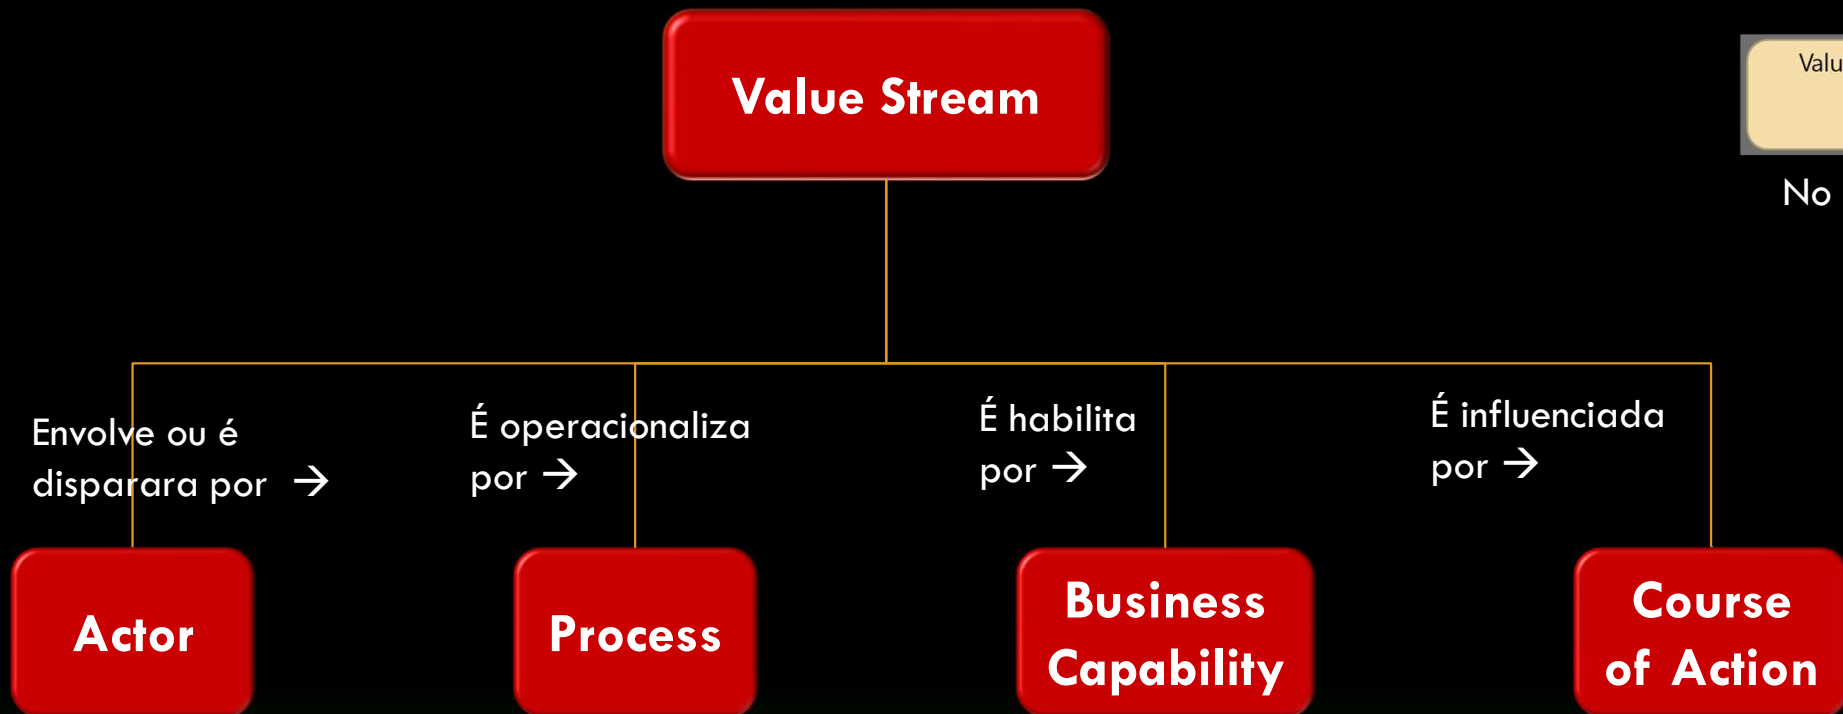 Value Stream
Valu
No
Envolve ou é
disparara por →
É operacionaliza
por →
É habilita
por →
É influenciada
por →
Actor
Process
Business
Capability
Course
of Action